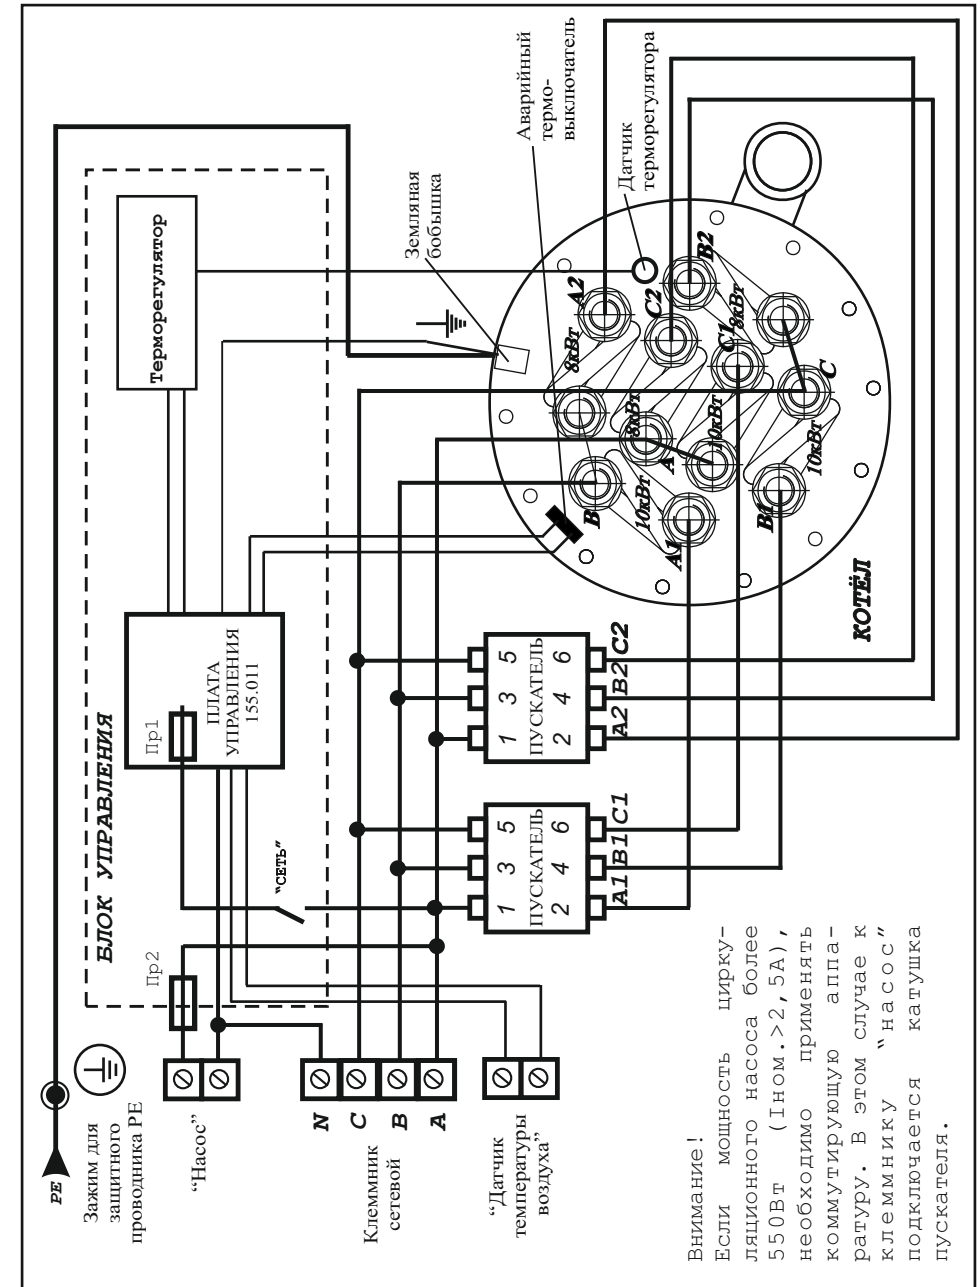 БЛОК УПРАВЛЕНИЯ
Терморегулятор
ПЛАТА
УПРАВЛЕНИЯ
155.011
Пр1
"СЕТЬ"
Пр2
Земляная
бобышка
Аварийный
термо-
выключатель
Датчик
терморегулятора
PE
Зажим для
защитного
проводника PE
“Насос”
N
C
B
A
Клеммник
сетевой
“Датчик
температуры
воздуха”
1 3 5
ПУСКАТЕЛЬ
2 4 6
A1 B1 C1
1 3 5
ПУСКАТЕЛЬ
2 4 6
A2 B2 C2
A2
8кВт
C2
B2
8кВт
C1
8кВт
C
10кВт
A
B
10кВт
10кВт
A1
B1
КОТЁЛ
Внимание!
Если мощность цирку-
ляционного насоса более
550Вт (Iном.>2,5А),
необходимо применять
коммутирующую аппа-
ратуру. В этом случае к
клеммнику "насос"
подключается катушка
пускателя.